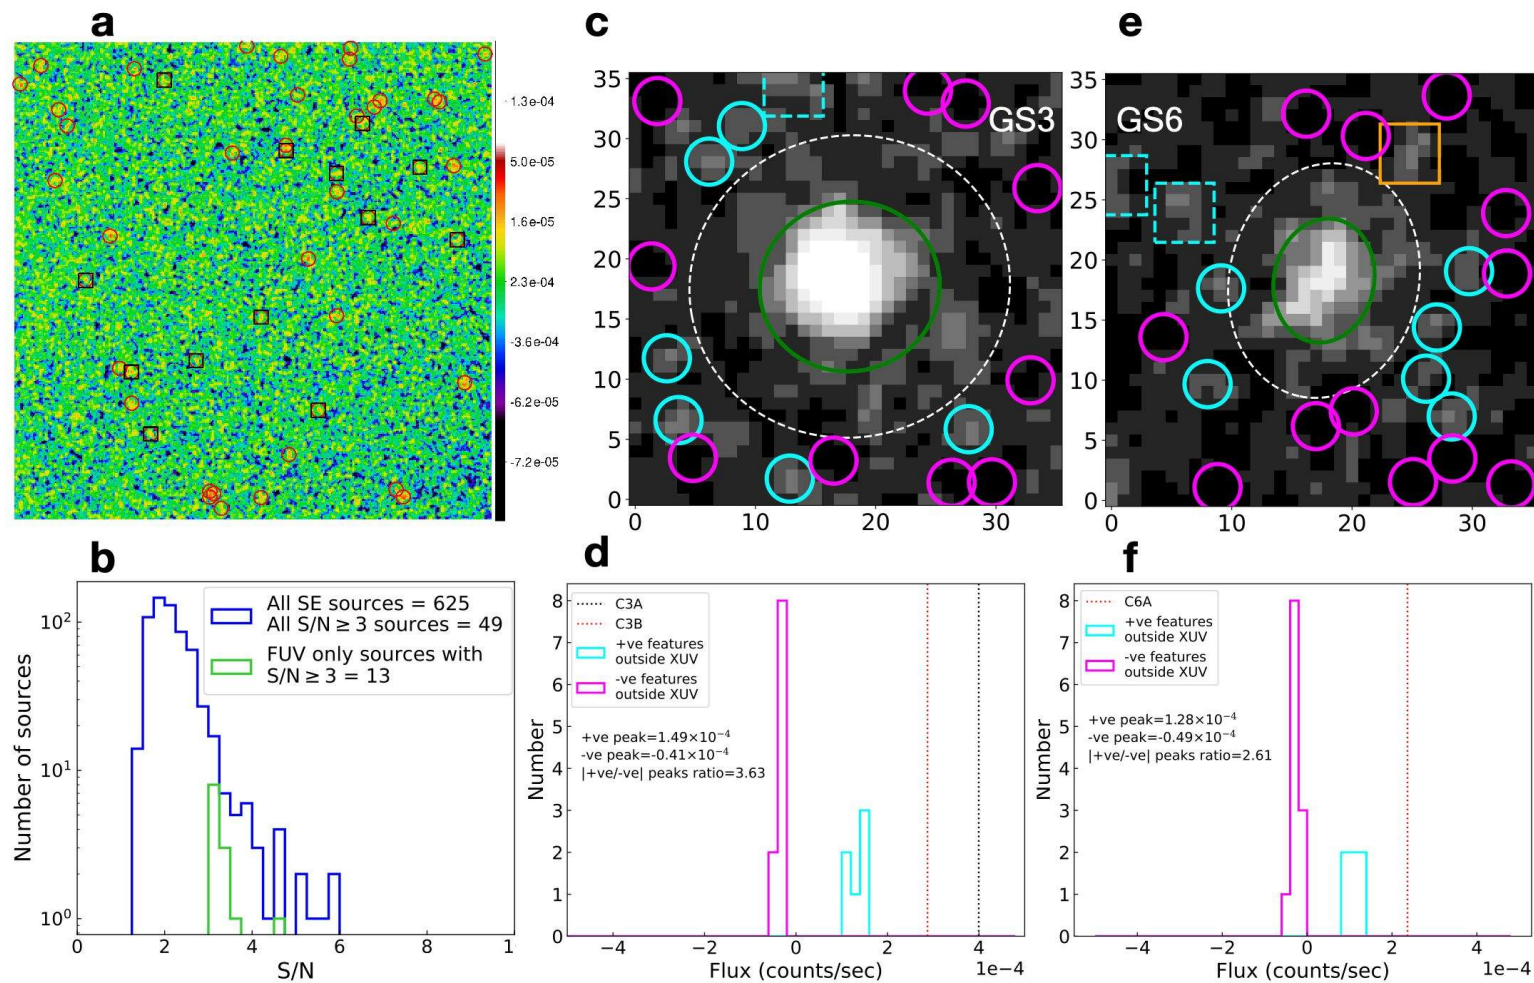 a
1.3e-04
5.0e-05
1.6e-05
2.3e-04
-3.6e-04
-6.2e-05
-7.2e-05
c
GS3
35
30
25
20
15
10
5
0
0 10 20 30
e
GS6
35
30
25
20
15
10
5
0
0 10 20 30
b
All SE sources = 625
All S/N ≥ 3 sources = 49
FUV only sources with
S/N ≥ 3 = 13
Number of sources
10²
10¹
10⁰
0 2 4 6 8 1
S/N
d
C3A
C3B
+ve features
outside XUV
-ve features
outside XUV
+ve peak=1.49×10⁻⁴
-ve peak=-0.41×10⁻⁴
|+ve/-ve| peaks ratio=3.63
Number
8
7
6
5
4
3
2
1
0
−4 −2 0 2 4
Flux (counts/sec)
1e−4
f
C6A
+ve features
outside XUV
-ve features
outside XUV
+ve peak=1.28×10⁻⁴
-ve peak=-0.49×10⁻⁴
|+ve/-ve| peaks ratio=2.61
Number
8
7
6
5
4
3
2
1
0
−4 −2 0 2 4
Flux (counts/sec)
1e−4